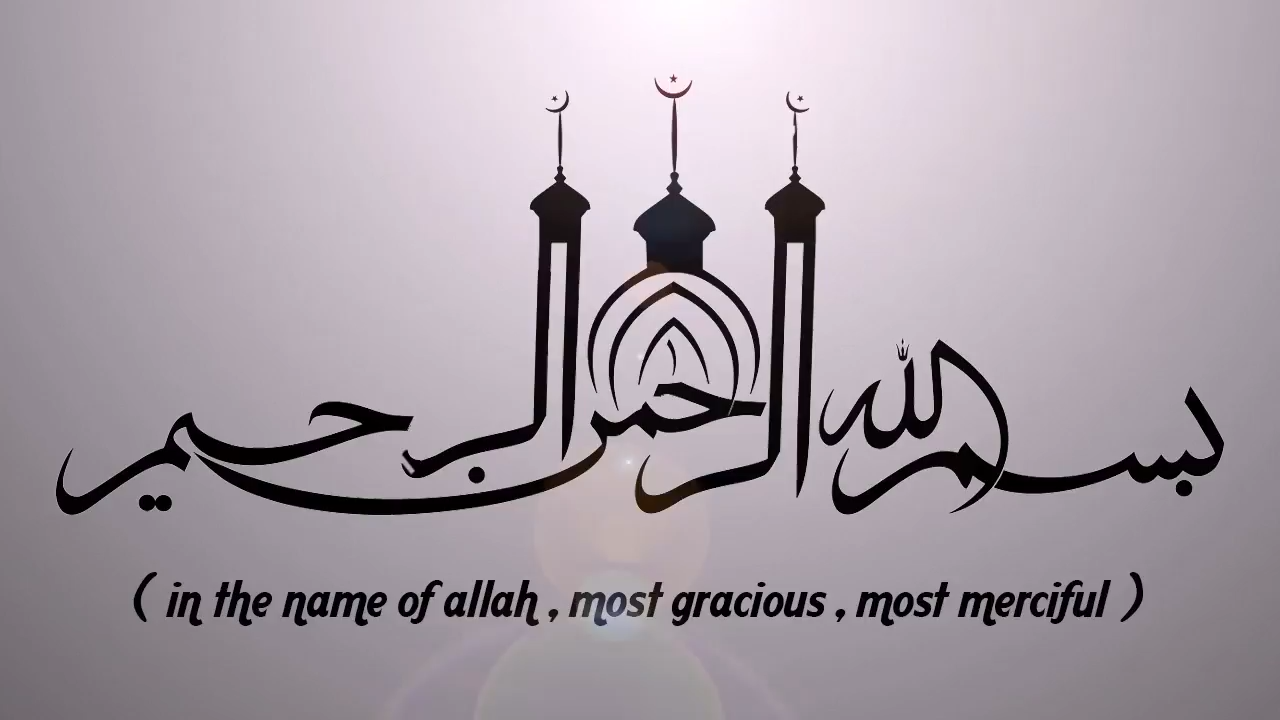 بسم الله الرحمن الرحيم
( in the name of allah , most gracious , most merciful )